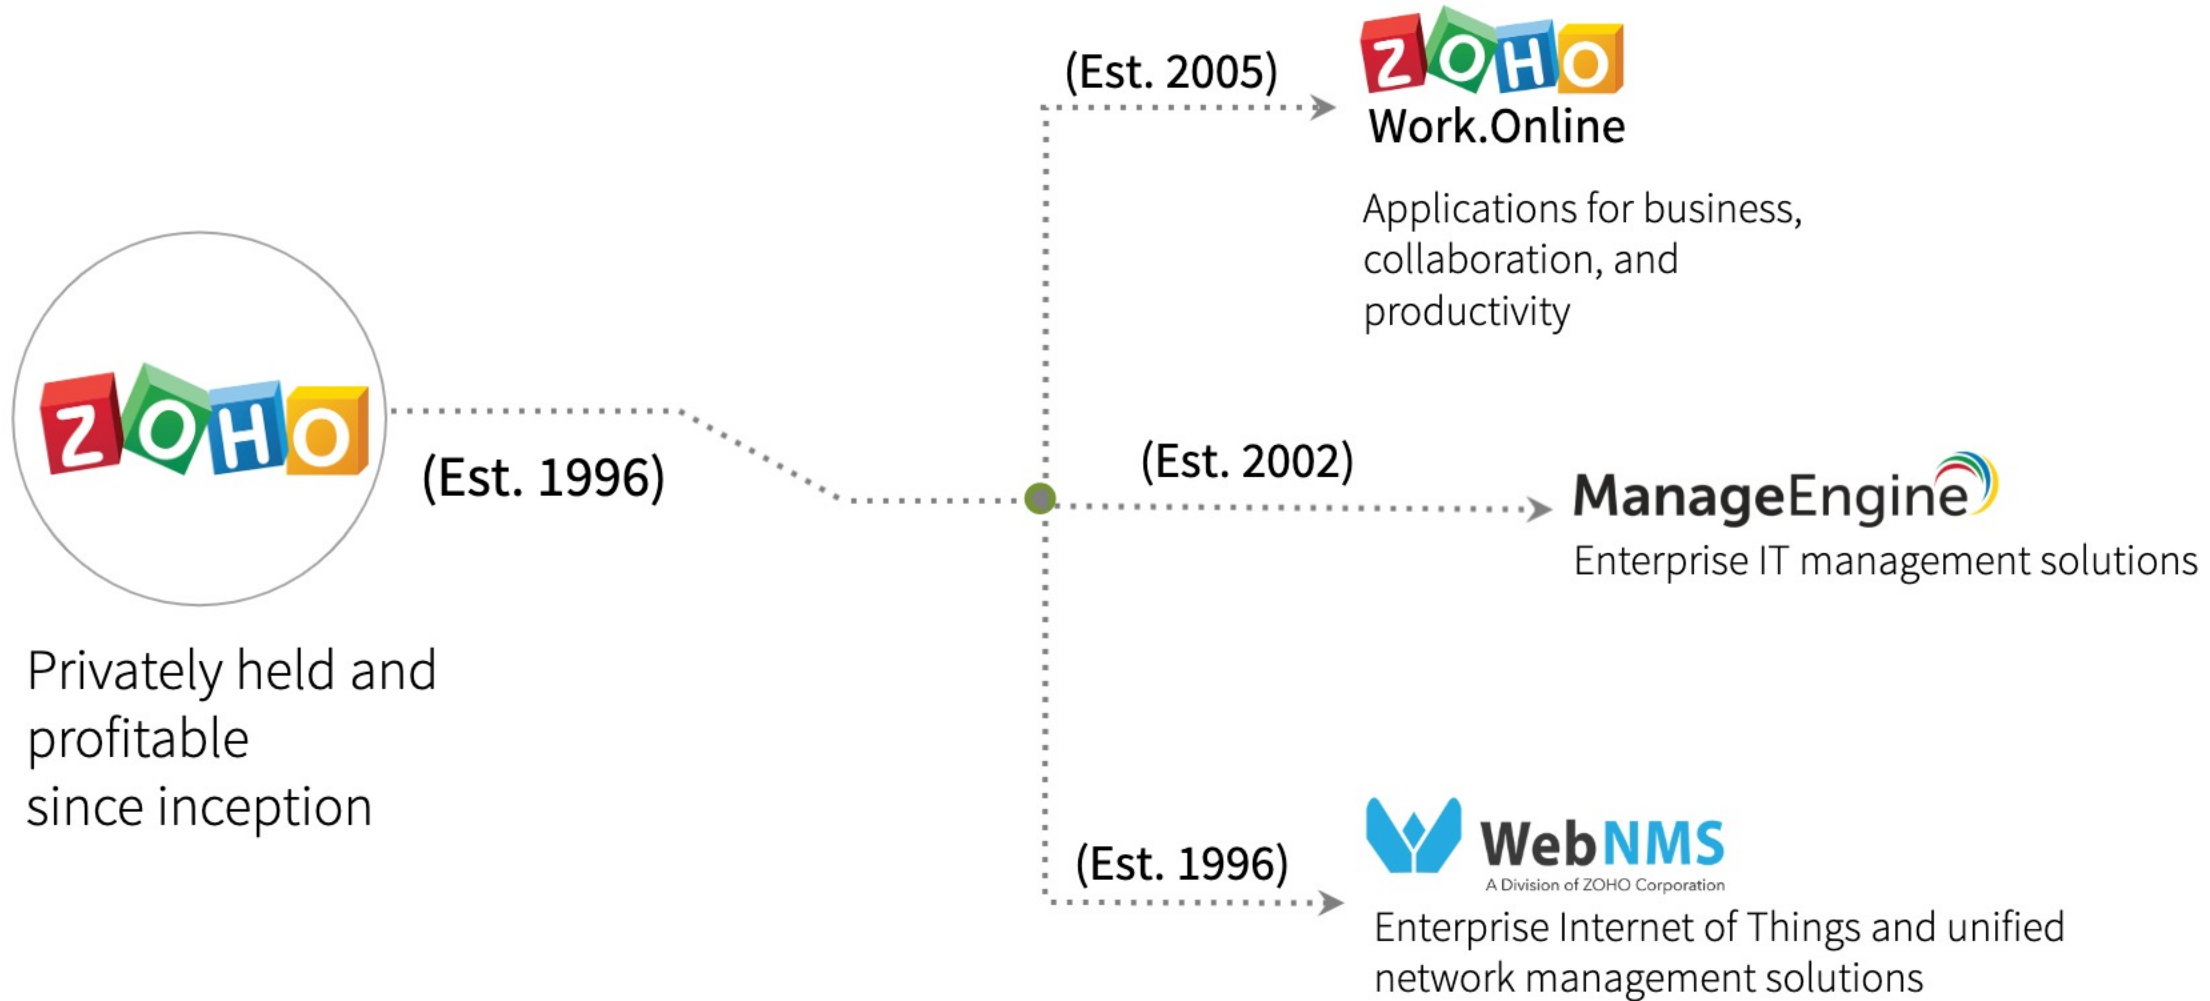 ZOHO
(Est. 1996)
Privately held and
profitable
since inception
(Est. 2005)
ZOHO
Work.Online
Applications for business,
collaboration, and
productivity
(Est. 2002)
ManageEngine
Enterprise IT management solutions
(Est. 1996)
WebNMS
A Division of ZOHO Corporation
Enterprise Internet of Things and unified
network management solutions